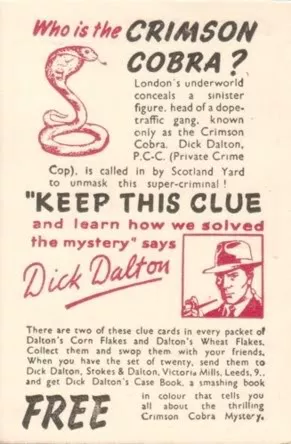 Who is the CRIMSON
COBRA?
London's underworld
conceals a sinister
figure, head of a dope-
traffic gang, known
only as the Crimson
Cobra. Dick Dalton,
P.C.C. (Private Crime
Cop), is called in by Scotland Yard
to unmask this super-criminal!
"KEEP THIS CLUE
and learn how we solved
the mystery" says
Dick Dalton
There are two of these clue cards in every packet of
Dalton's Corn Flakes and Dalton's Wheat Flakes.
Collect them and swop them with your friends.
When you have the set of twenty, send them to
Dick Dalton, Stokes & Dalton, Victoria Mills, Leeds, 9..
and get Dick Dalton's Case Book, a smashing book
FREE
in colour that tells you
all about the thrilling
Crimson Cobra Mystery.